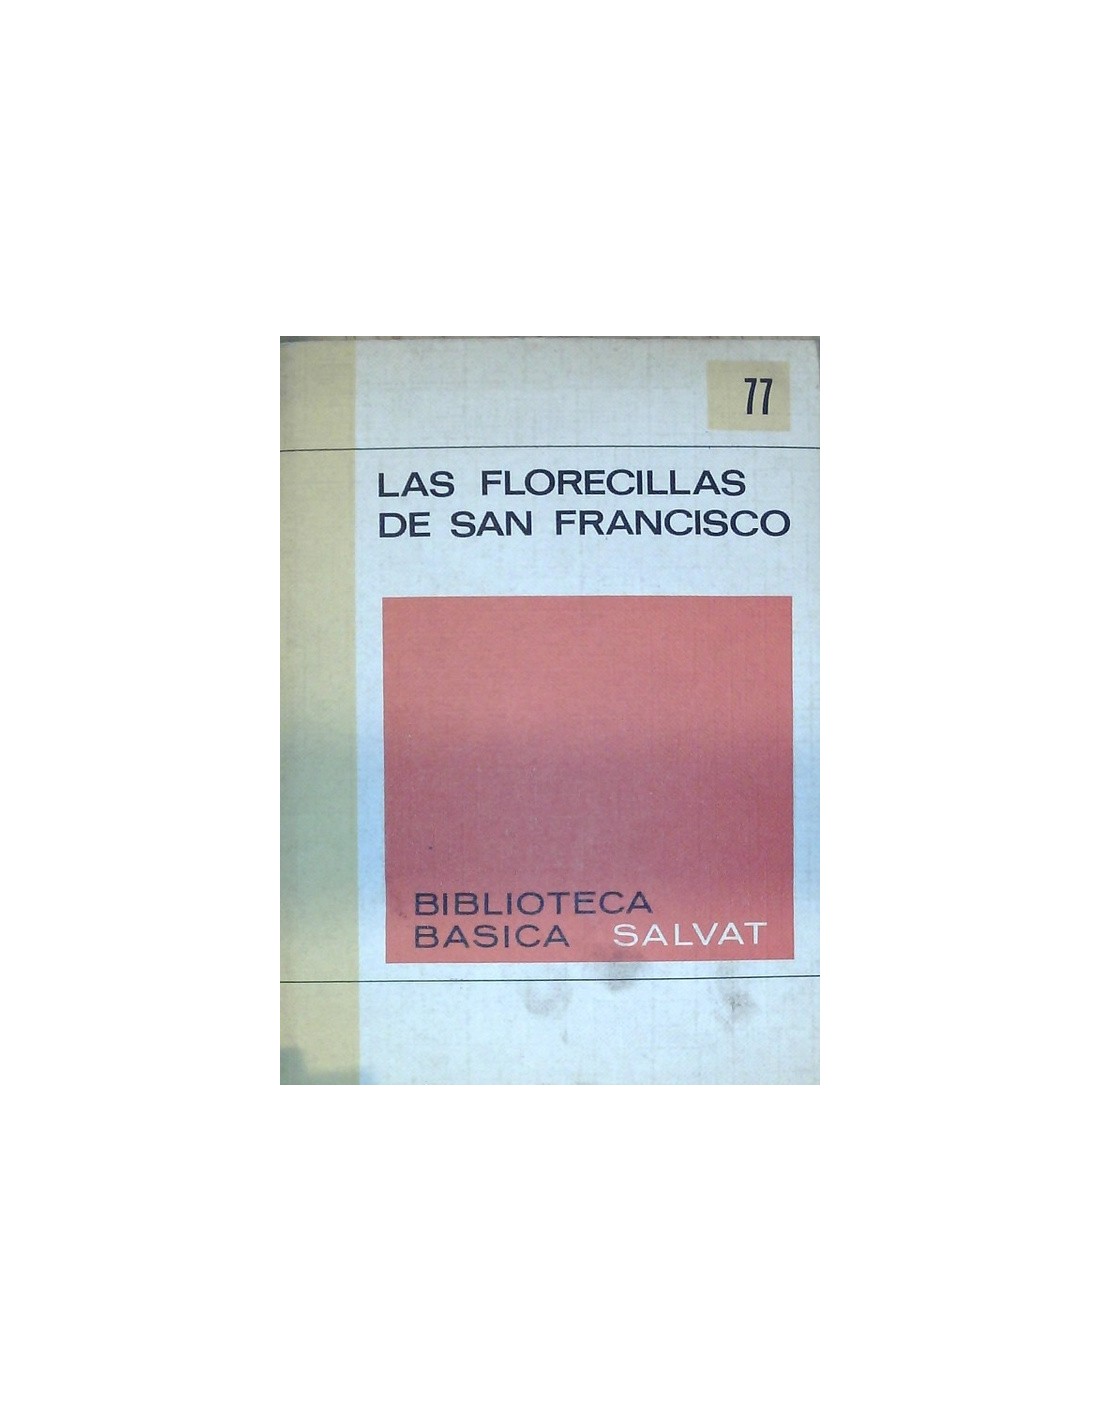 77
LAS FLORECILLAS
DE SAN FRANCISCO
BIBLIOTECA
BASICA SALVAT